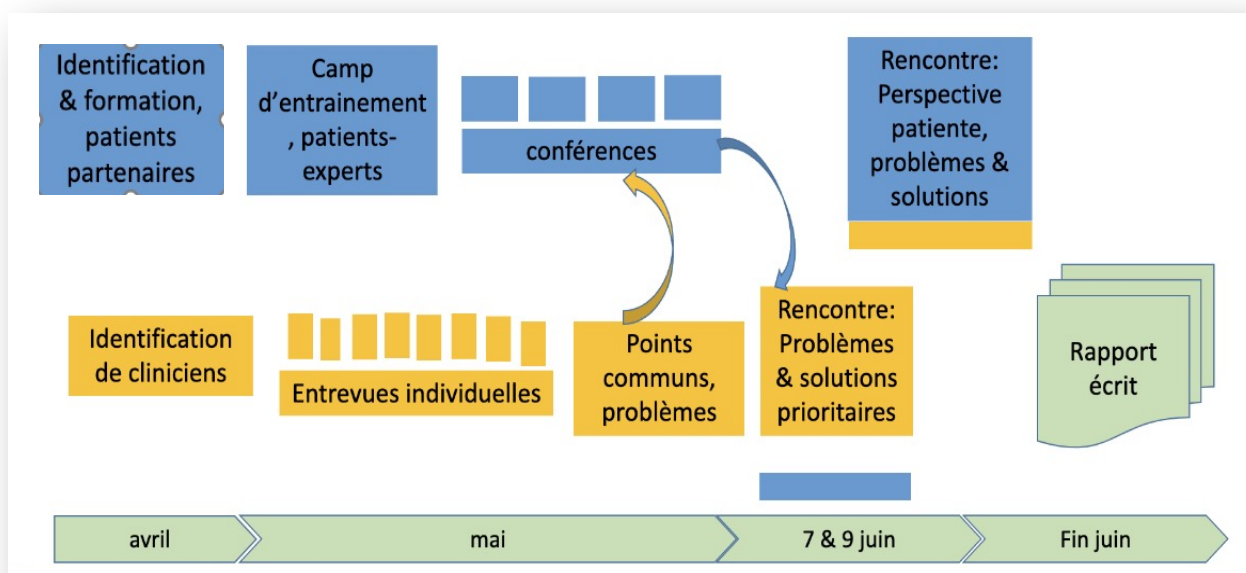 Identification
& formation,
patients
partenaires
Camp
d'entrainement
, patients-
experts
conférences
Rencontre:
Perspective
patiente,
problèmes &
solutions
Identification
de cliniciens
Entrevues individuelles
Points
communs,
problèmes
Rencontre:
Problèmes
& solutions
prioritaires
Rapport
écrit
avril
mai
7 & 9 juin
Fin juin